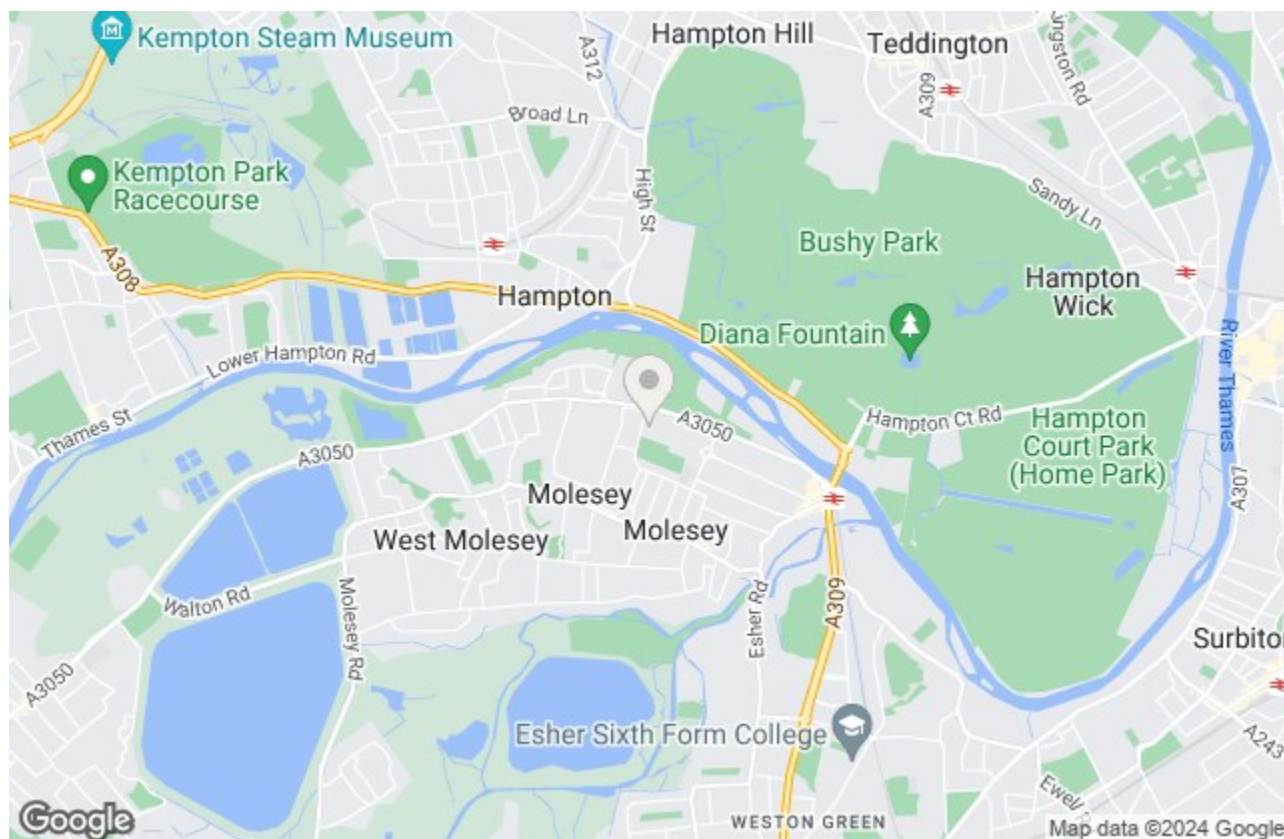 Kempton Steam Museum
A312
Hampton Hill
Teddington
A309
Kingston Rd
Broad Ln
Kempton Park
Racecourse
High St
Sandy Ln
A308
Bushy Park
Hampton
Hampton
Wick
Diana Fountain
River Thames
Lower Hampton Rd
Thames St
A3050
Hampton Ct Rd
Hampton
Court Park
(Home Park)
A307
A3050
Molesey
Molesey
West Molesey
Walton Rd
Molesey Rd
Esher Rd
A309
A3050
Surbiton
Esher Sixth Form College
A243
Ewell
WESTON GREEN
Google
Map data ©2024 Google